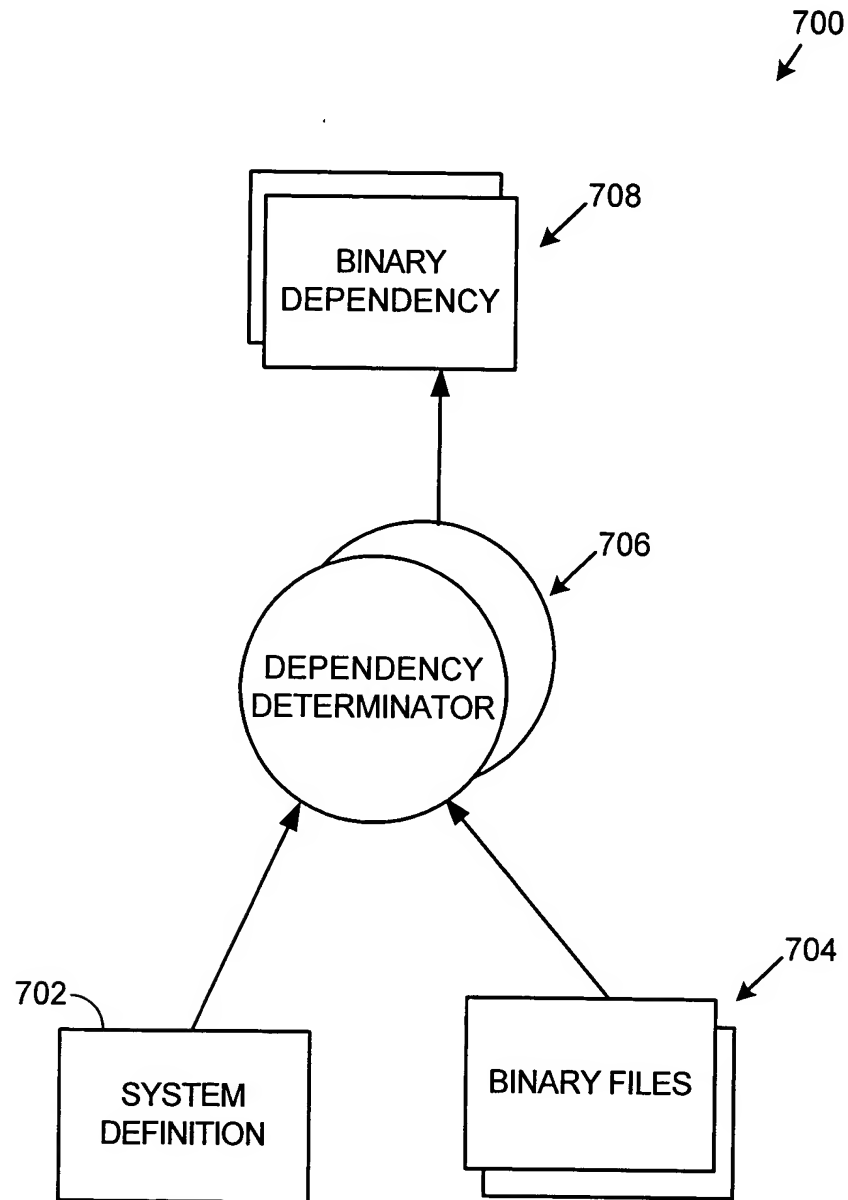 700
708
BINARY
DEPENDENCY
706
DEPENDENCY
DETERMINATOR
704
702
BINARY FILES
SYSTEM
DEFINITION